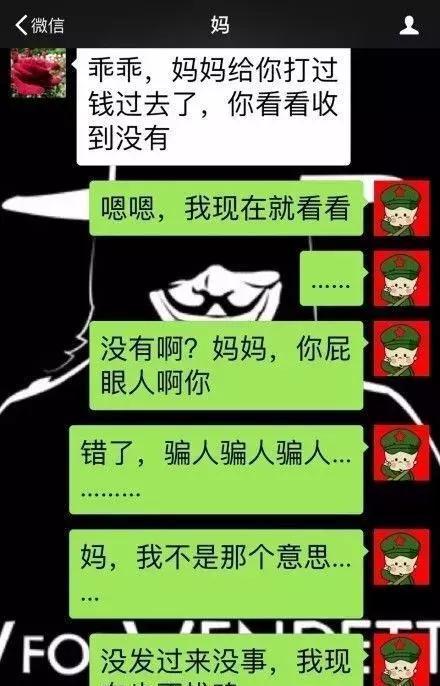 微信
妈
乖乖，妈妈给你打过
钱过去了，你看看收
到没有
嗯嗯，我现在就看看
......
没有啊？妈妈，你屁
眼人啊你
错了，骗人骗人骗人...
.........
妈，我不是那个意思...
...
V FOR VENDETT
没发过来没事，我现